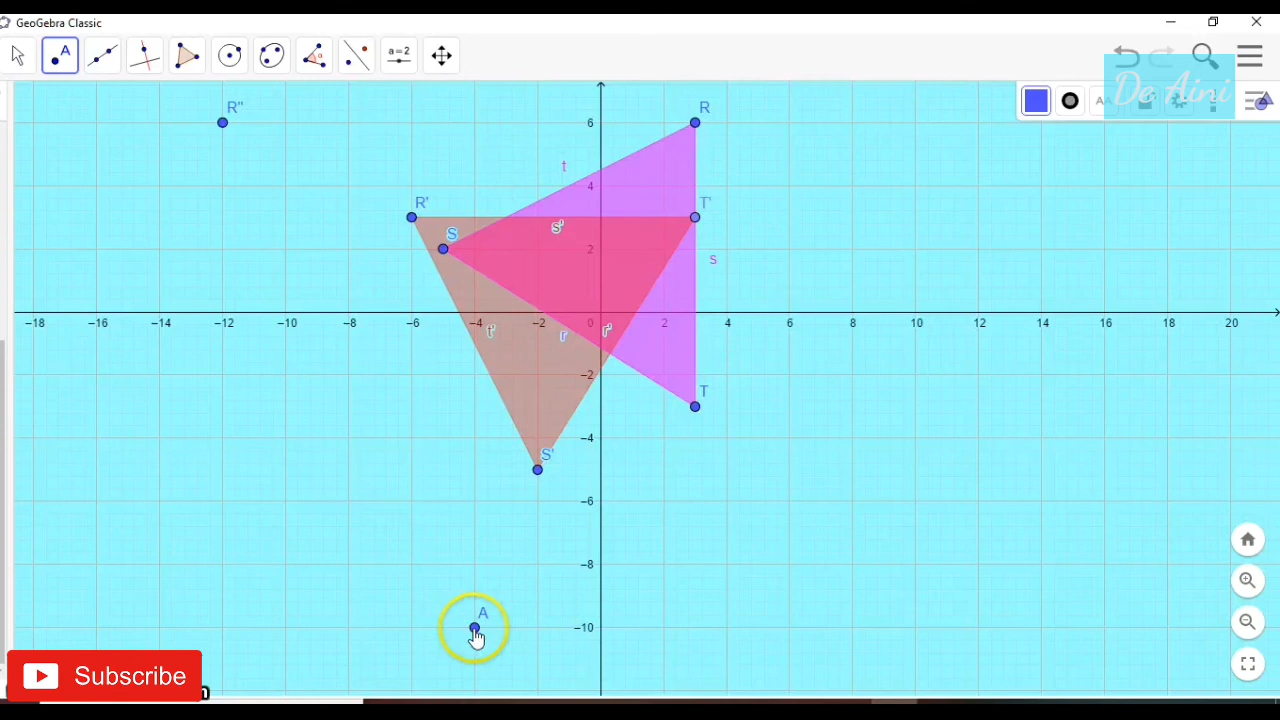 GeoGebra Classic
A
a=2
De Aini
R"
R
6
t
4
R'
T'
S
s'
2
s
-18 -16 -14 -12 -10 -8 -6 -4 -2 0 2 4 6 8 10 12 14 16 18 20
t'
r
r'
-2
T
-4
S'
-6
-8
A
-10
Subscribe